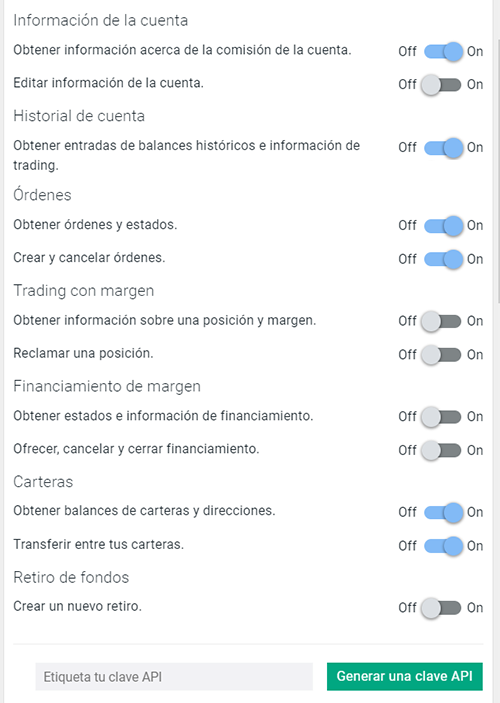 Información de la cuenta
Obtener información acerca de la comisión de la cuenta. Off On
Editar información de la cuenta. Off On
Historial de cuenta
Obtener entradas de balances históricos e información de Off On
trading.
Órdenes
Obtener órdenes y estados. Off On
Crear y cancelar órdenes. Off On
Trading con margen
Obtener información sobre una posición y margen. Off On
Reclamar una posición. Off On
Financiamiento de margen
Obtener estados e información de financiamiento. Off On
Ofrecer, cancelar y cerrar financiamiento. Off On
Carteras
Obtener balances de carteras y direcciones. Off On
Transferir entre tus carteras. Off On
Retiro de fondos
Crear un nuevo retiro. Off On
Etiqueta tu clave API Generar una clave API